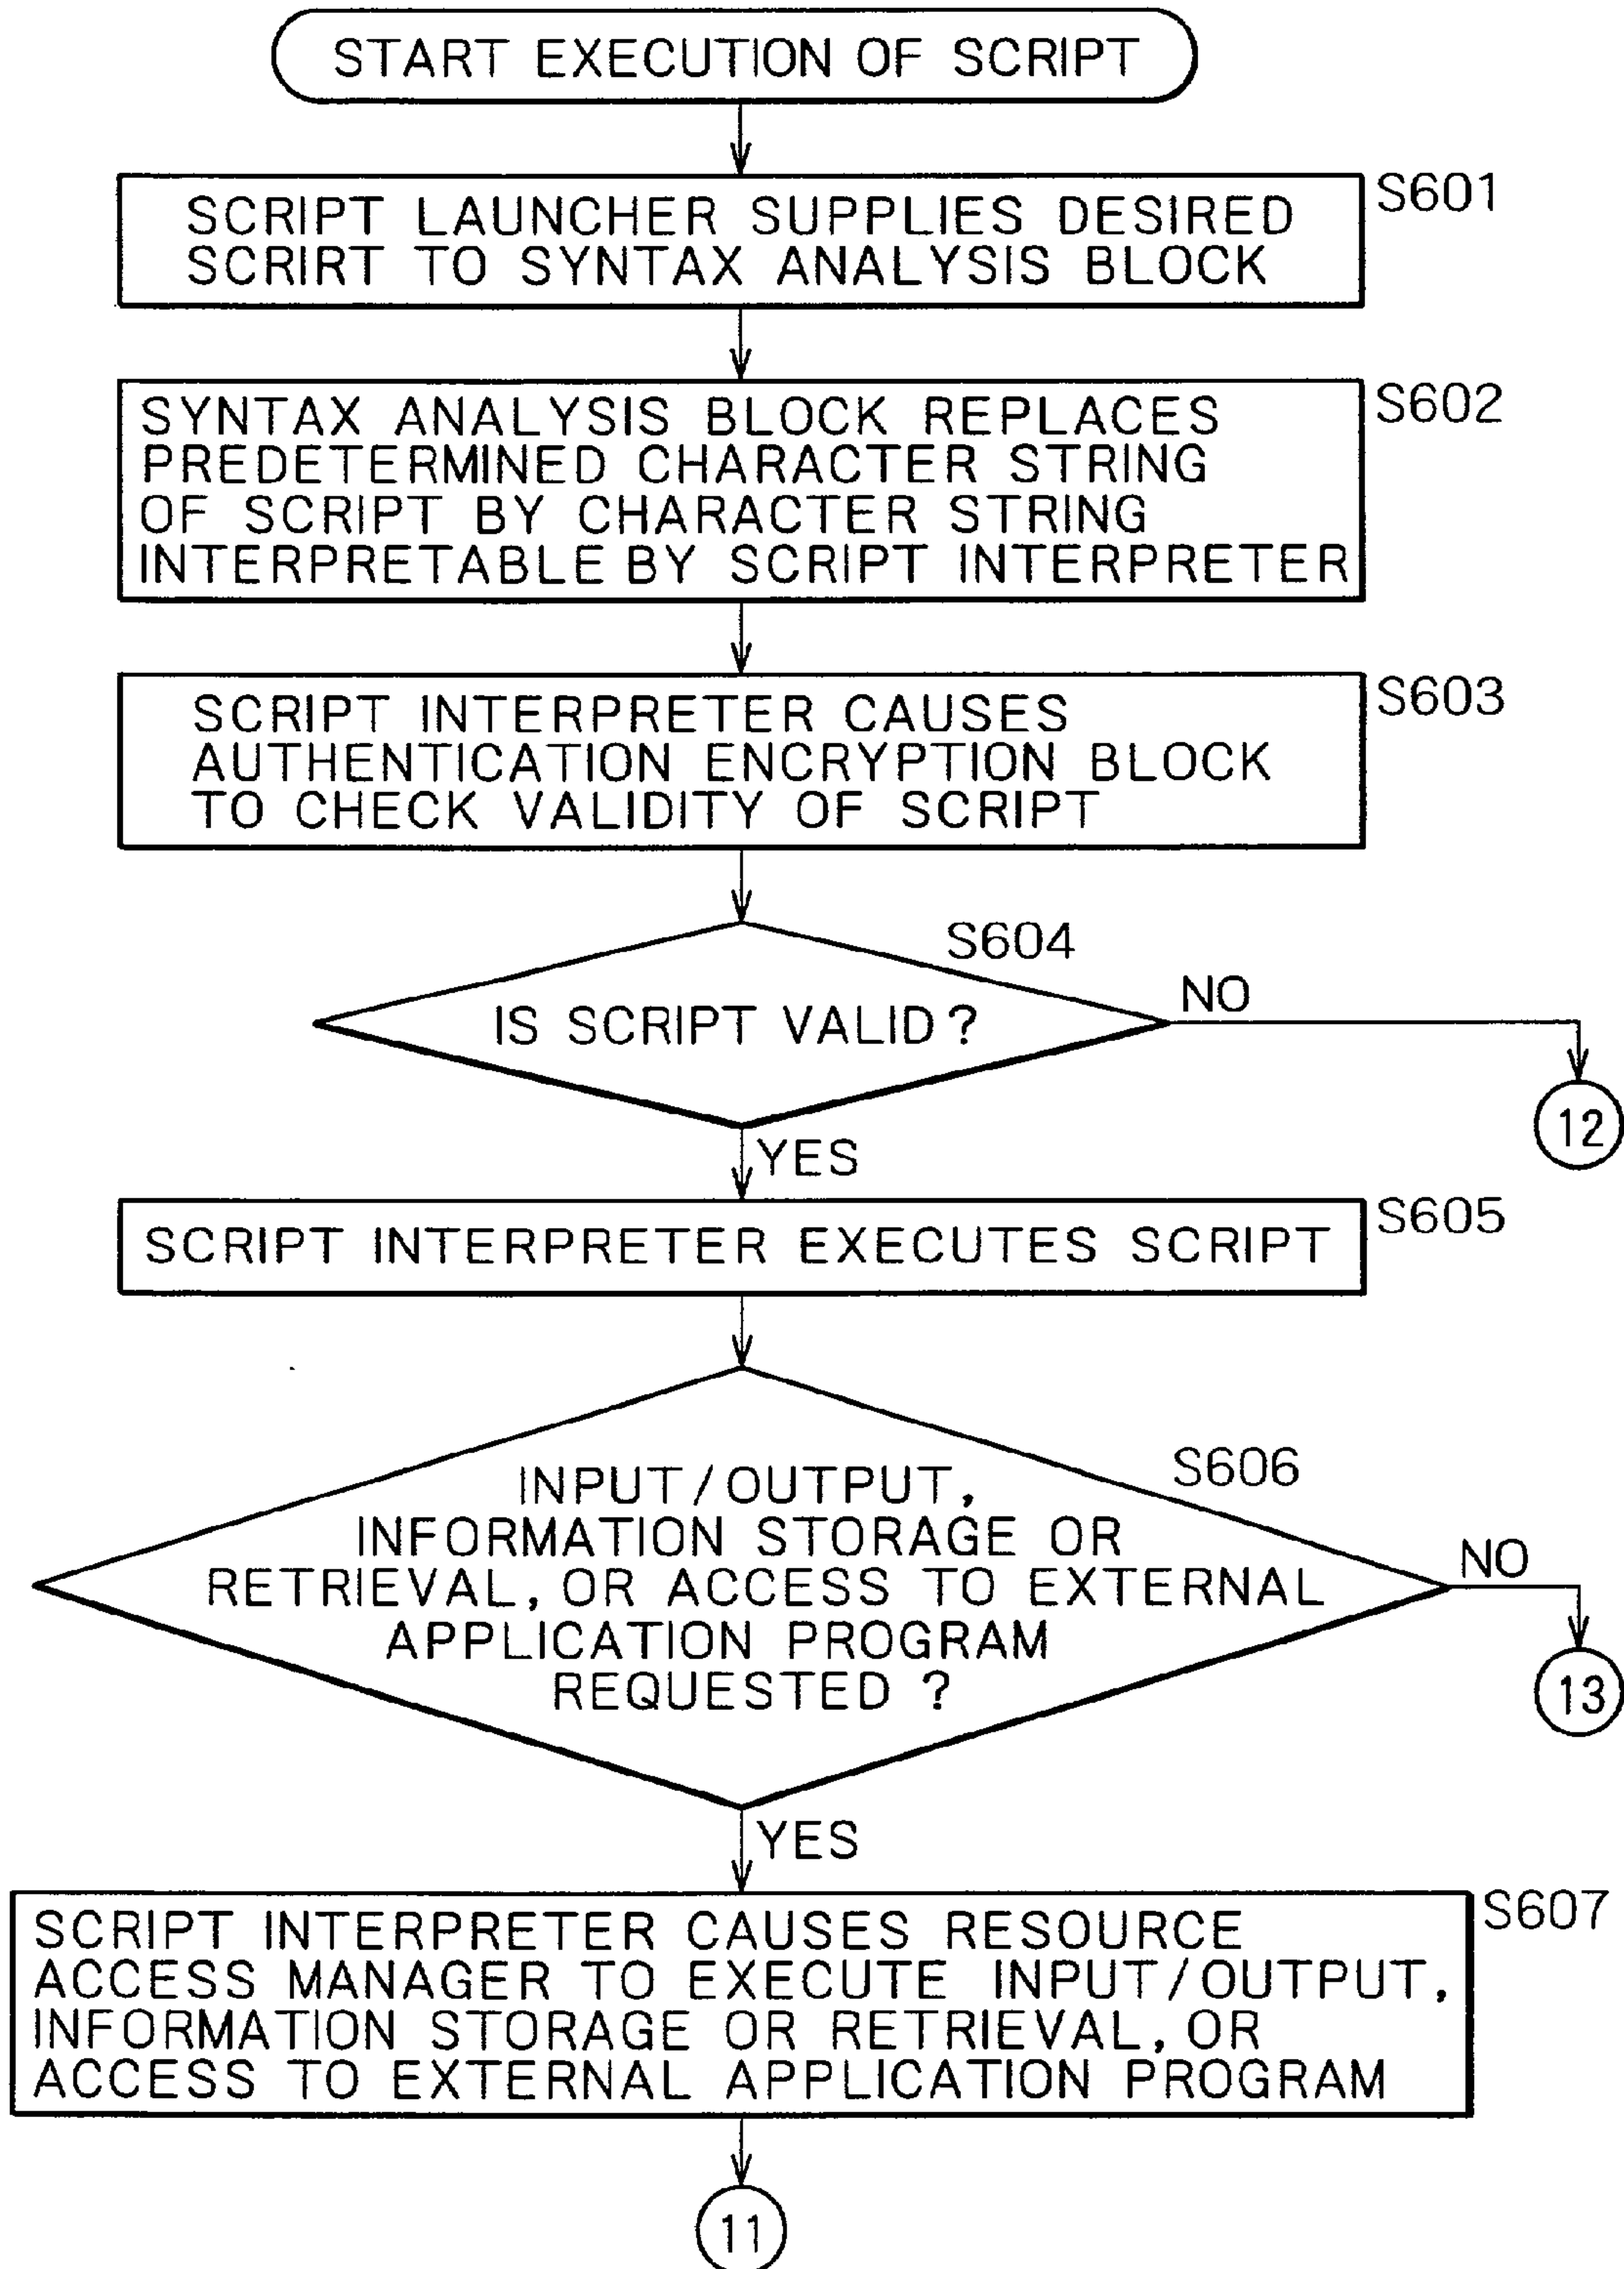 START EXECUTION OF SCRIPT
S601
SCRIPT LAUNCHER SUPPLIES DESIRED
SCRIRT TO SYNTAX ANALYSIS BLOCK
S602
SYNTAX ANALYSIS BLOCK REPLACES
PREDETERMINED CHARACTER STRING
OF SCRIPT BY CHARACTER STRING
INTERPRETABLE BY SCRIPT INTERPRETER
S603
SCRIPT INTERPRETER CAUSES
AUTHENTICATION ENCRYPTION BLOCK
TO CHECK VALIDITY OF SCRIPT
S604
IS SCRIPT VALID?
NO
12
YES
S605
SCRIPT INTERPRETER EXECUTES SCRIPT
S606
INPUT/OUTPUT,
INFORMATION STORAGE OR
RETRIEVAL, OR ACCESS TO EXTERNAL
APPLICATION PROGRAM
REQUESTED ?
NO
13
YES
S607
SCRIPT INTERPRETER CAUSES RESOURCE
ACCESS MANAGER TO EXECUTE INPUT/OUTPUT,
INFORMATION STORAGE OR RETRIEVAL, OR
ACCESS TO EXTERNAL APPLICATION PROGRAM
11